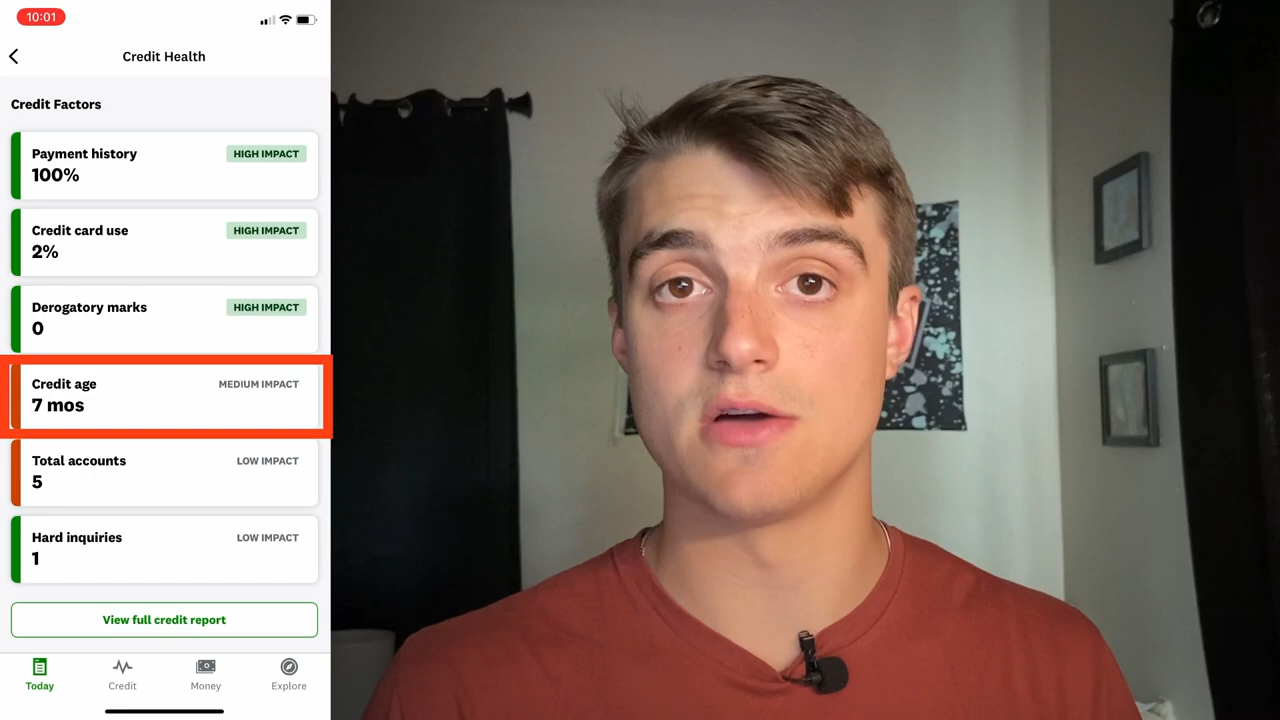 10:01
Credit Health
Credit Factors
Payment history HIGH IMPACT
100%
Credit card use HIGH IMPACT
2%
Derogatory marks HIGH IMPACT
0
Credit age MEDIUM IMPACT
7 mos
Total accounts LOW IMPACT
5
Hard inquiries LOW IMPACT
1
View full credit report
Today Credit Money Explore